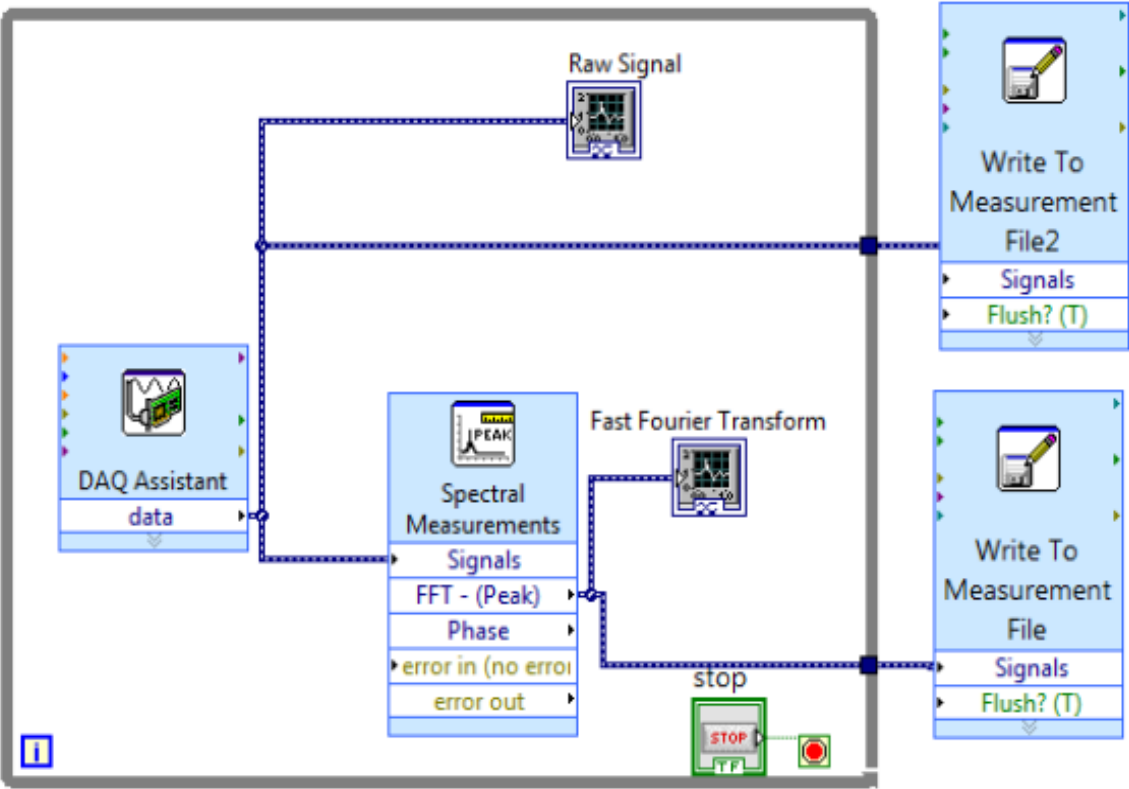 Raw Signal
Write To
Measurement
File2
Signals
Flush? (T)
DAQ Assistant
data
PEAK
Spectral
Measurements
Signals
FFT - (Peak)
Phase
error in (no error
error out
Fast Fourier Transform
Write To
Measurement
File
Signals
Flush? (T)
stop
STOP
TF
i